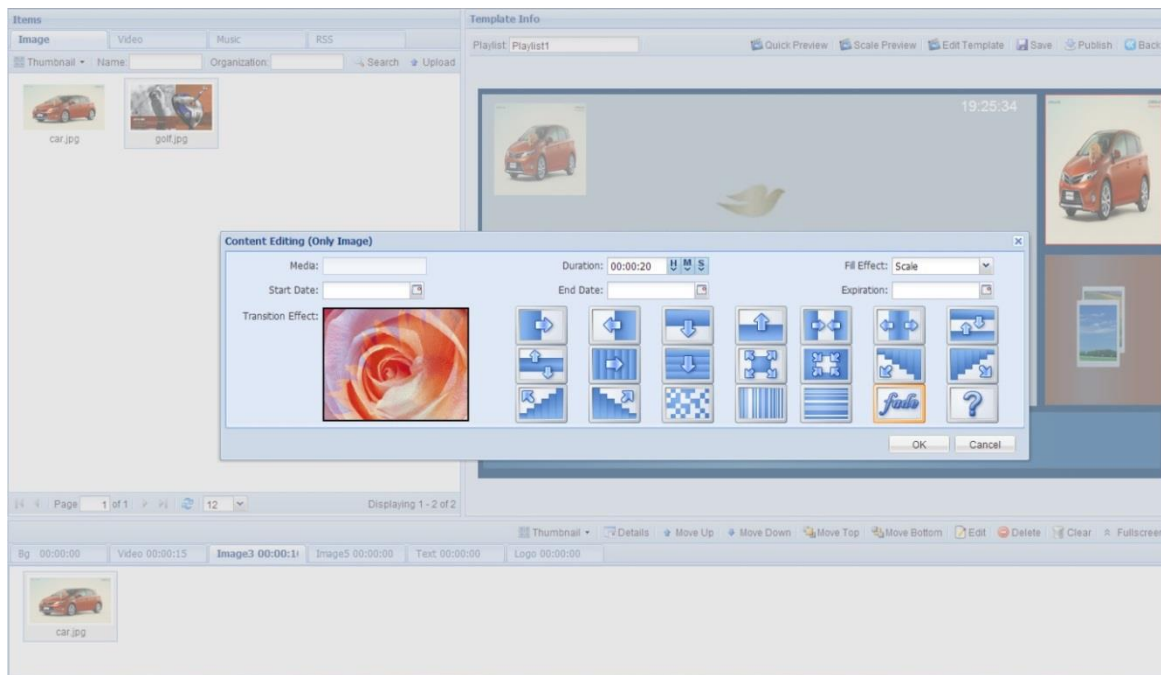 Items
Template Info
Image Video Music RSS
Playlist: Playlist1 Quick Preview Scale Preview Edit Template Save Publish Back
Thumbnail Name: Organization: Search Upload
car.jpg golf.jpg
19:25:34
Content Editing (Only Image)
Media: Duration: 00:00:20 H M S Fill Effect: Scale
Start Date: End Date: Expiration:
Transition Effect:
fade ?
OK Cancel
Page 1 of 1 12 Displaying 1 - 2 of 2
Thumbnail Details Move Up Move Down Move Top Move Bottom Edit Delete Clear Fullscreen
Bg 00:00:00 Video 00:00:15 Image3 00:00:1 Image5 00:00:00 Text 00:00:00 Logo 00:00:00
car.jpg